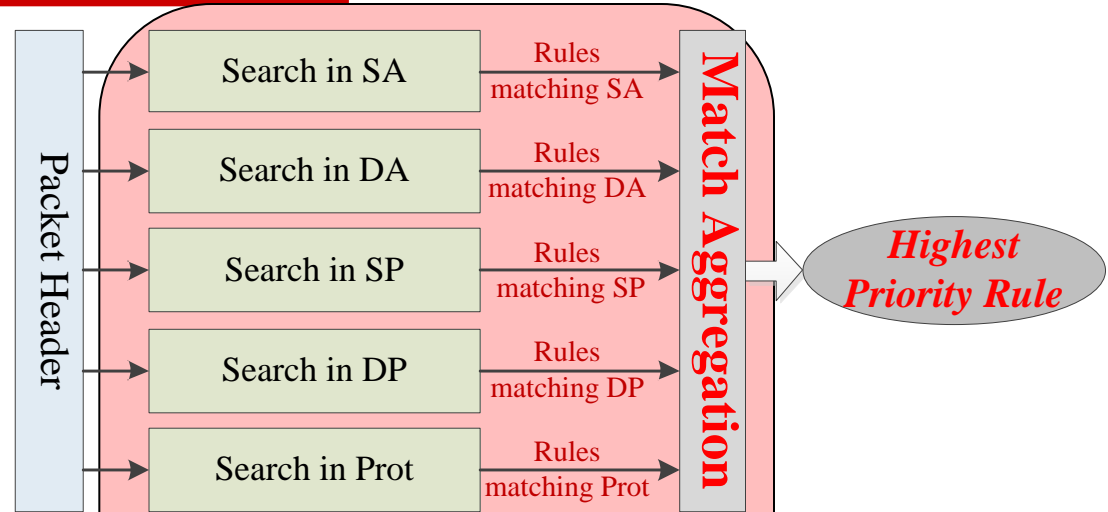 Packet Header
Search in SA
Rules
matching SA
Search in DA
Rules
matching DA
Search in SP
Rules
matching SP
Search in DP
Rules
matching DP
Search in Prot
Rules
matching Prot
Match Aggregation
Highest
Priority Rule